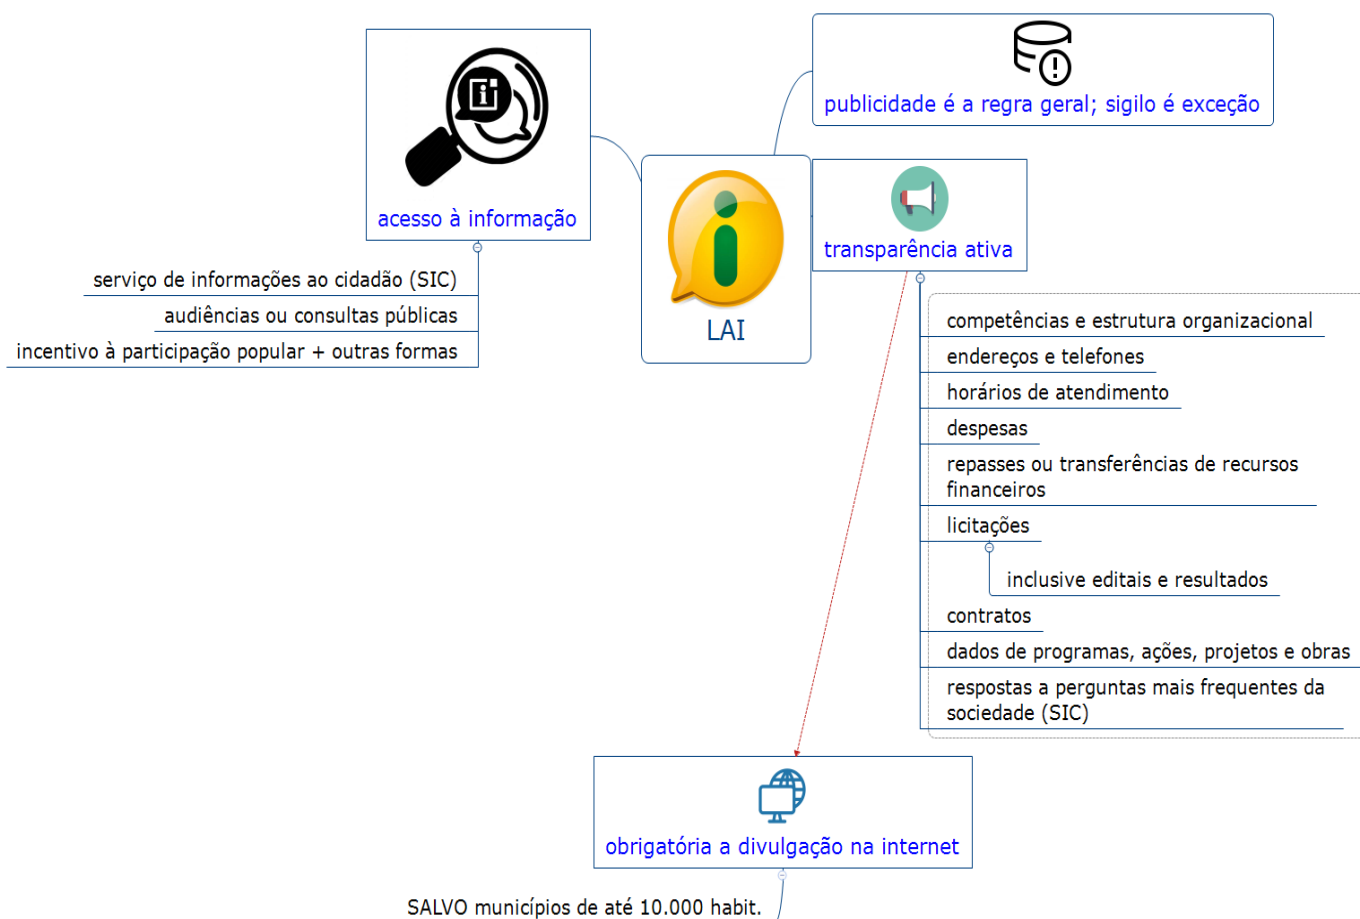 publicidade é a regra geral; sigilo é exceção
acesso à informação
serviço de informações ao cidadão (SIC)
audiências ou consultas públicas
incentivo à participação popular + outras formas
LAI
transparência ativa
competências e estrutura organizacional
endereços e telefones
horários de atendimento
despesas
repasses ou transferências de recursos
financeiros
licitações
inclusive editais e resultados
contratos
dados de programas, ações, projetos e obras
respostas a perguntas mais frequentes da
sociedade (SIC)
obrigatória a divulgação na internet
SALVO municípios de até 10.000 habit.